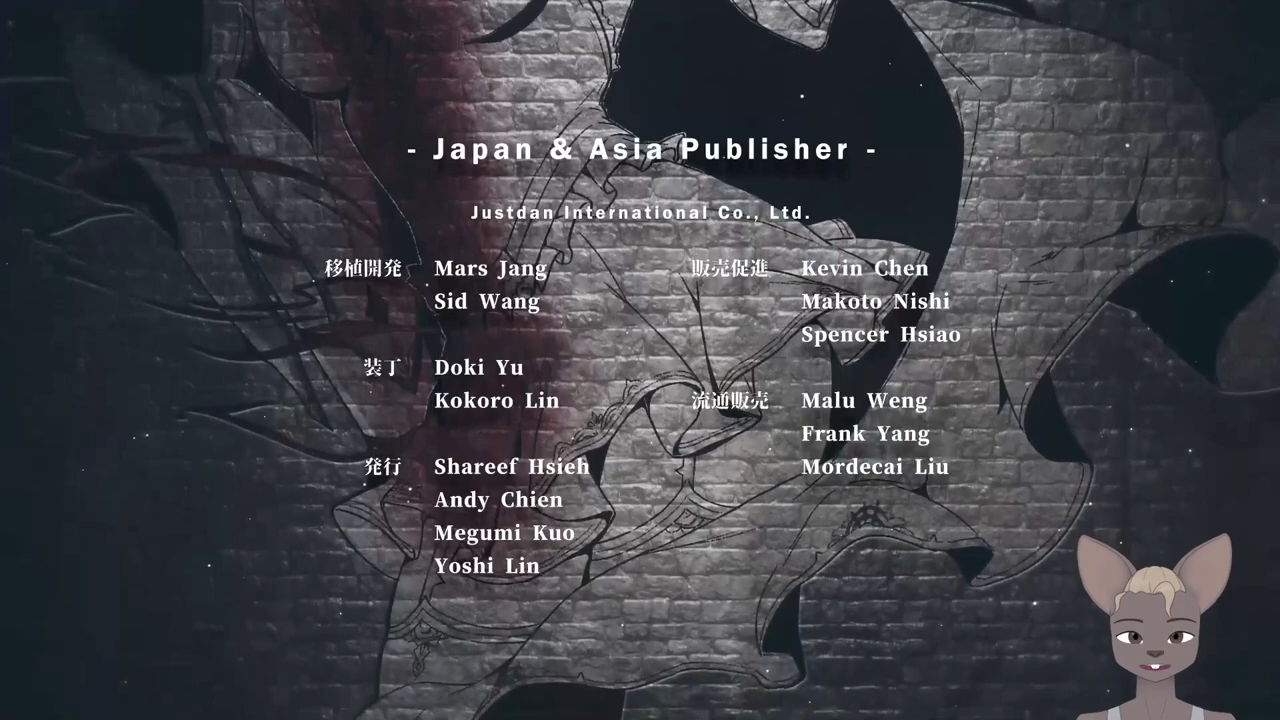 - Japan & Asia Publisher -
Justdan International Co., Ltd.
移植開発 Mars Jang
Sid Wang
装丁 Doki Yu
Kokoro Lin
発行 Shareef Hsieh
Andy Chien
Megumi Kuo
Yoshi Lin
販売促進 Kevin Chen
Makoto Nishi
Spencer Hsiao
流通販売 Malu Weng
Frank Yang
Mordecai Liu